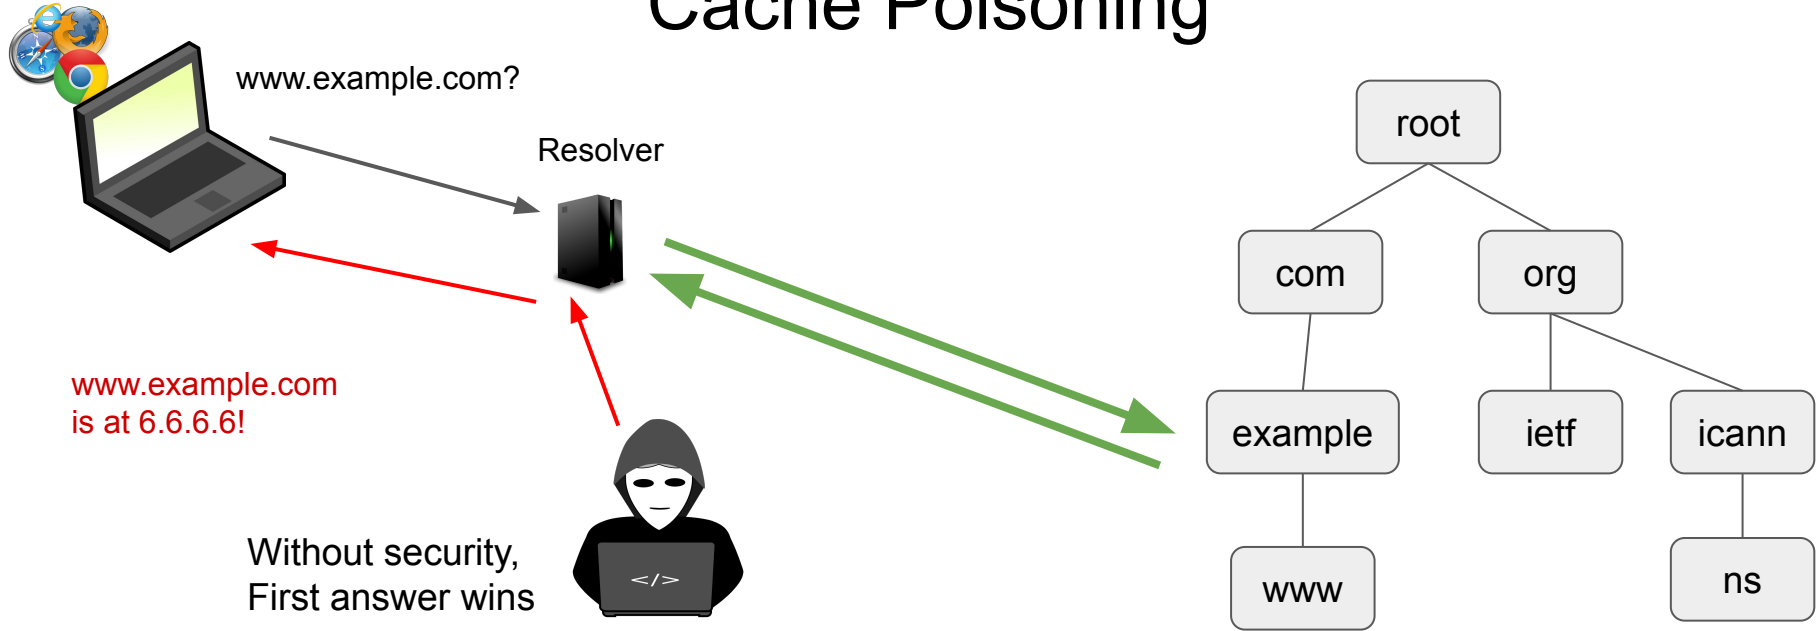 Cache Poisoning
www.example.com?
Resolver
root
com
org
www.example.com
is at 6.6.6.6!
example
ietf
icann
Without security,
First answer wins
</>
www
ns